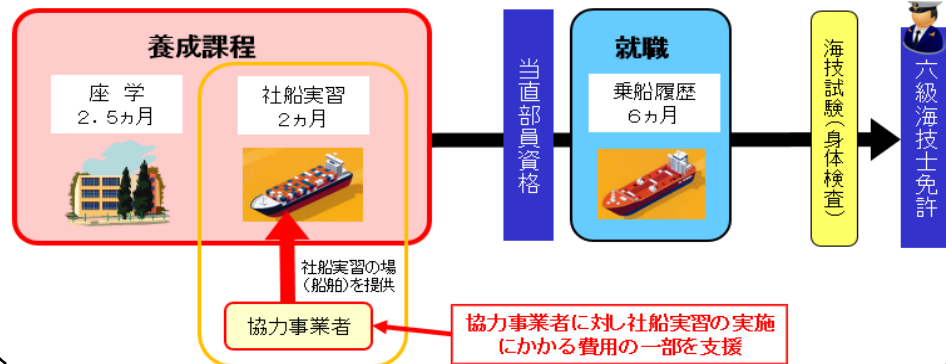 養成課程
座 学
２．５ヵ月
社船実習
２ヵ月
当直部員資格
就職
乗船履歴
６ヵ月
海技試験（身体検査）
六級海技士免許
社船実習の場
（船舶）を提供
協力事業者
協力事業者に対し社船実習の実施
にかかる費用の一部を支援